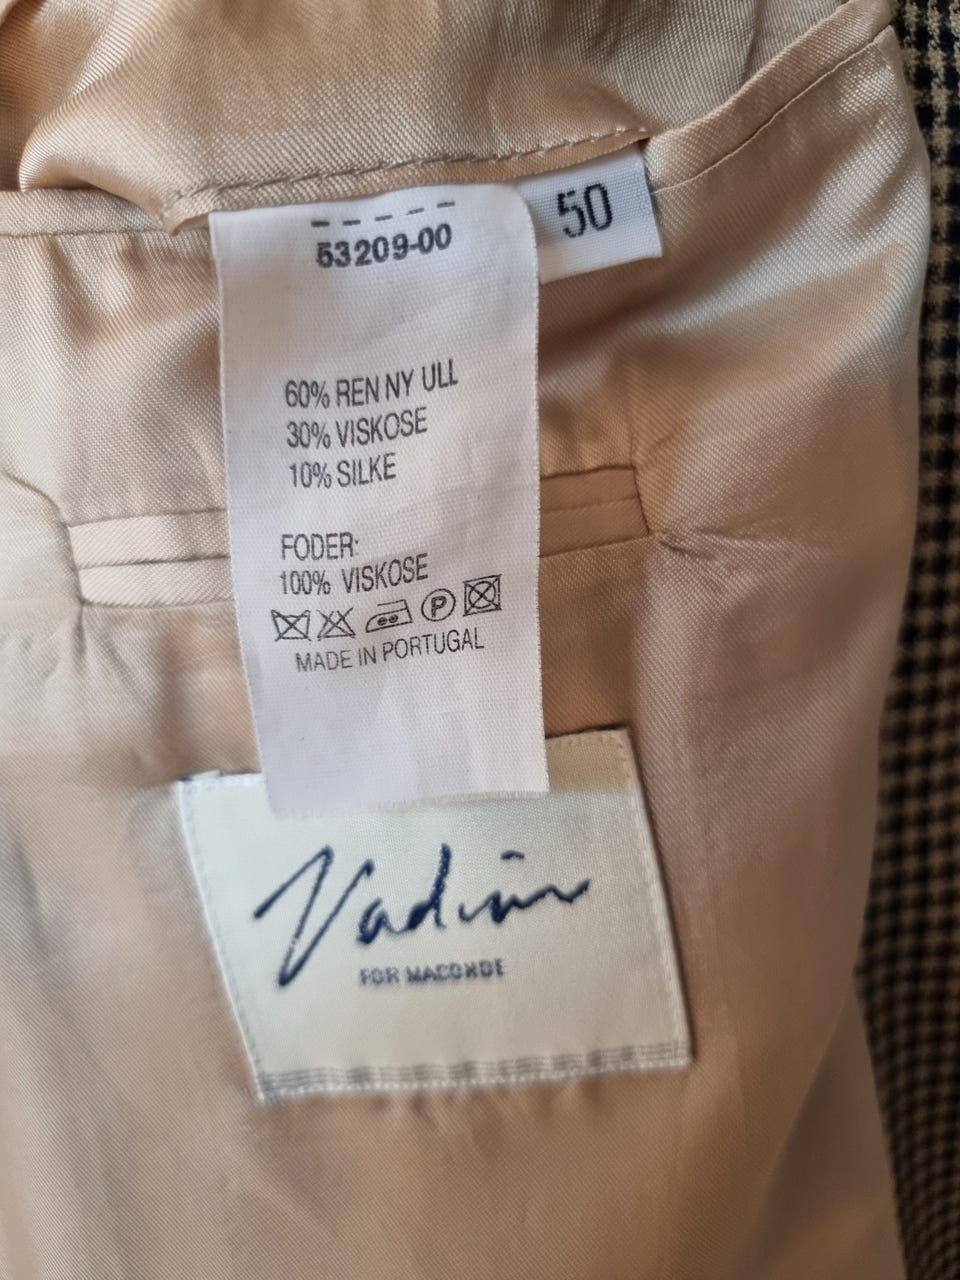 50
53209-00
60% REN NY ULL
30% VISKOSE
10% SILKE
FODER:
100% VISKOSE
P
MADE IN PORTUGAL
Vadim
FOR MACONDE